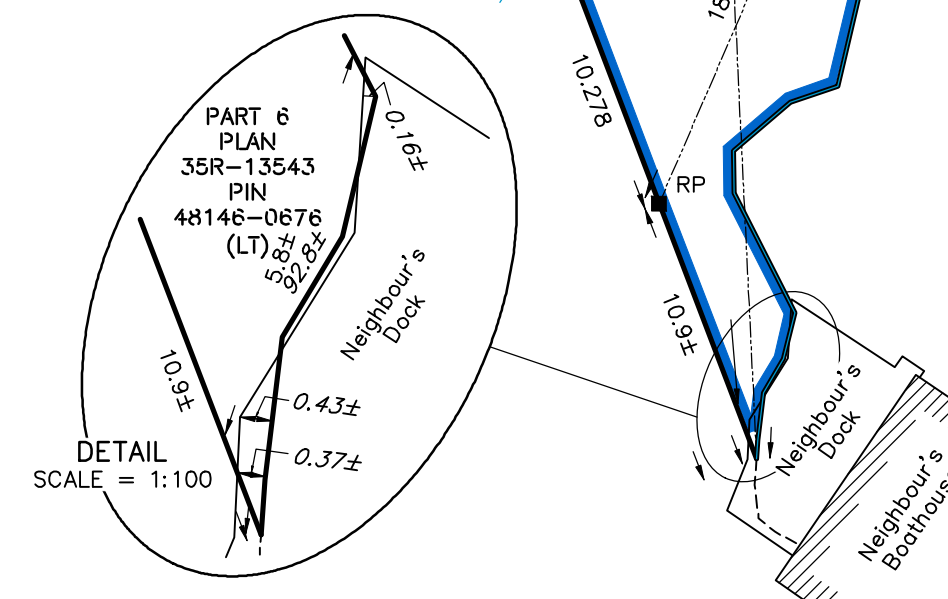 PART 6
PLAN
35R-13543
PIN
48146-0676
(LT)
5.8±
92.8±
0.16±
Neighbour's
Dock
10.9±
0.43±
0.37±
DETAIL
SCALE = 1:100
10.278
18
RP
10.9±
Neighbour's
Dock
Neighbour's